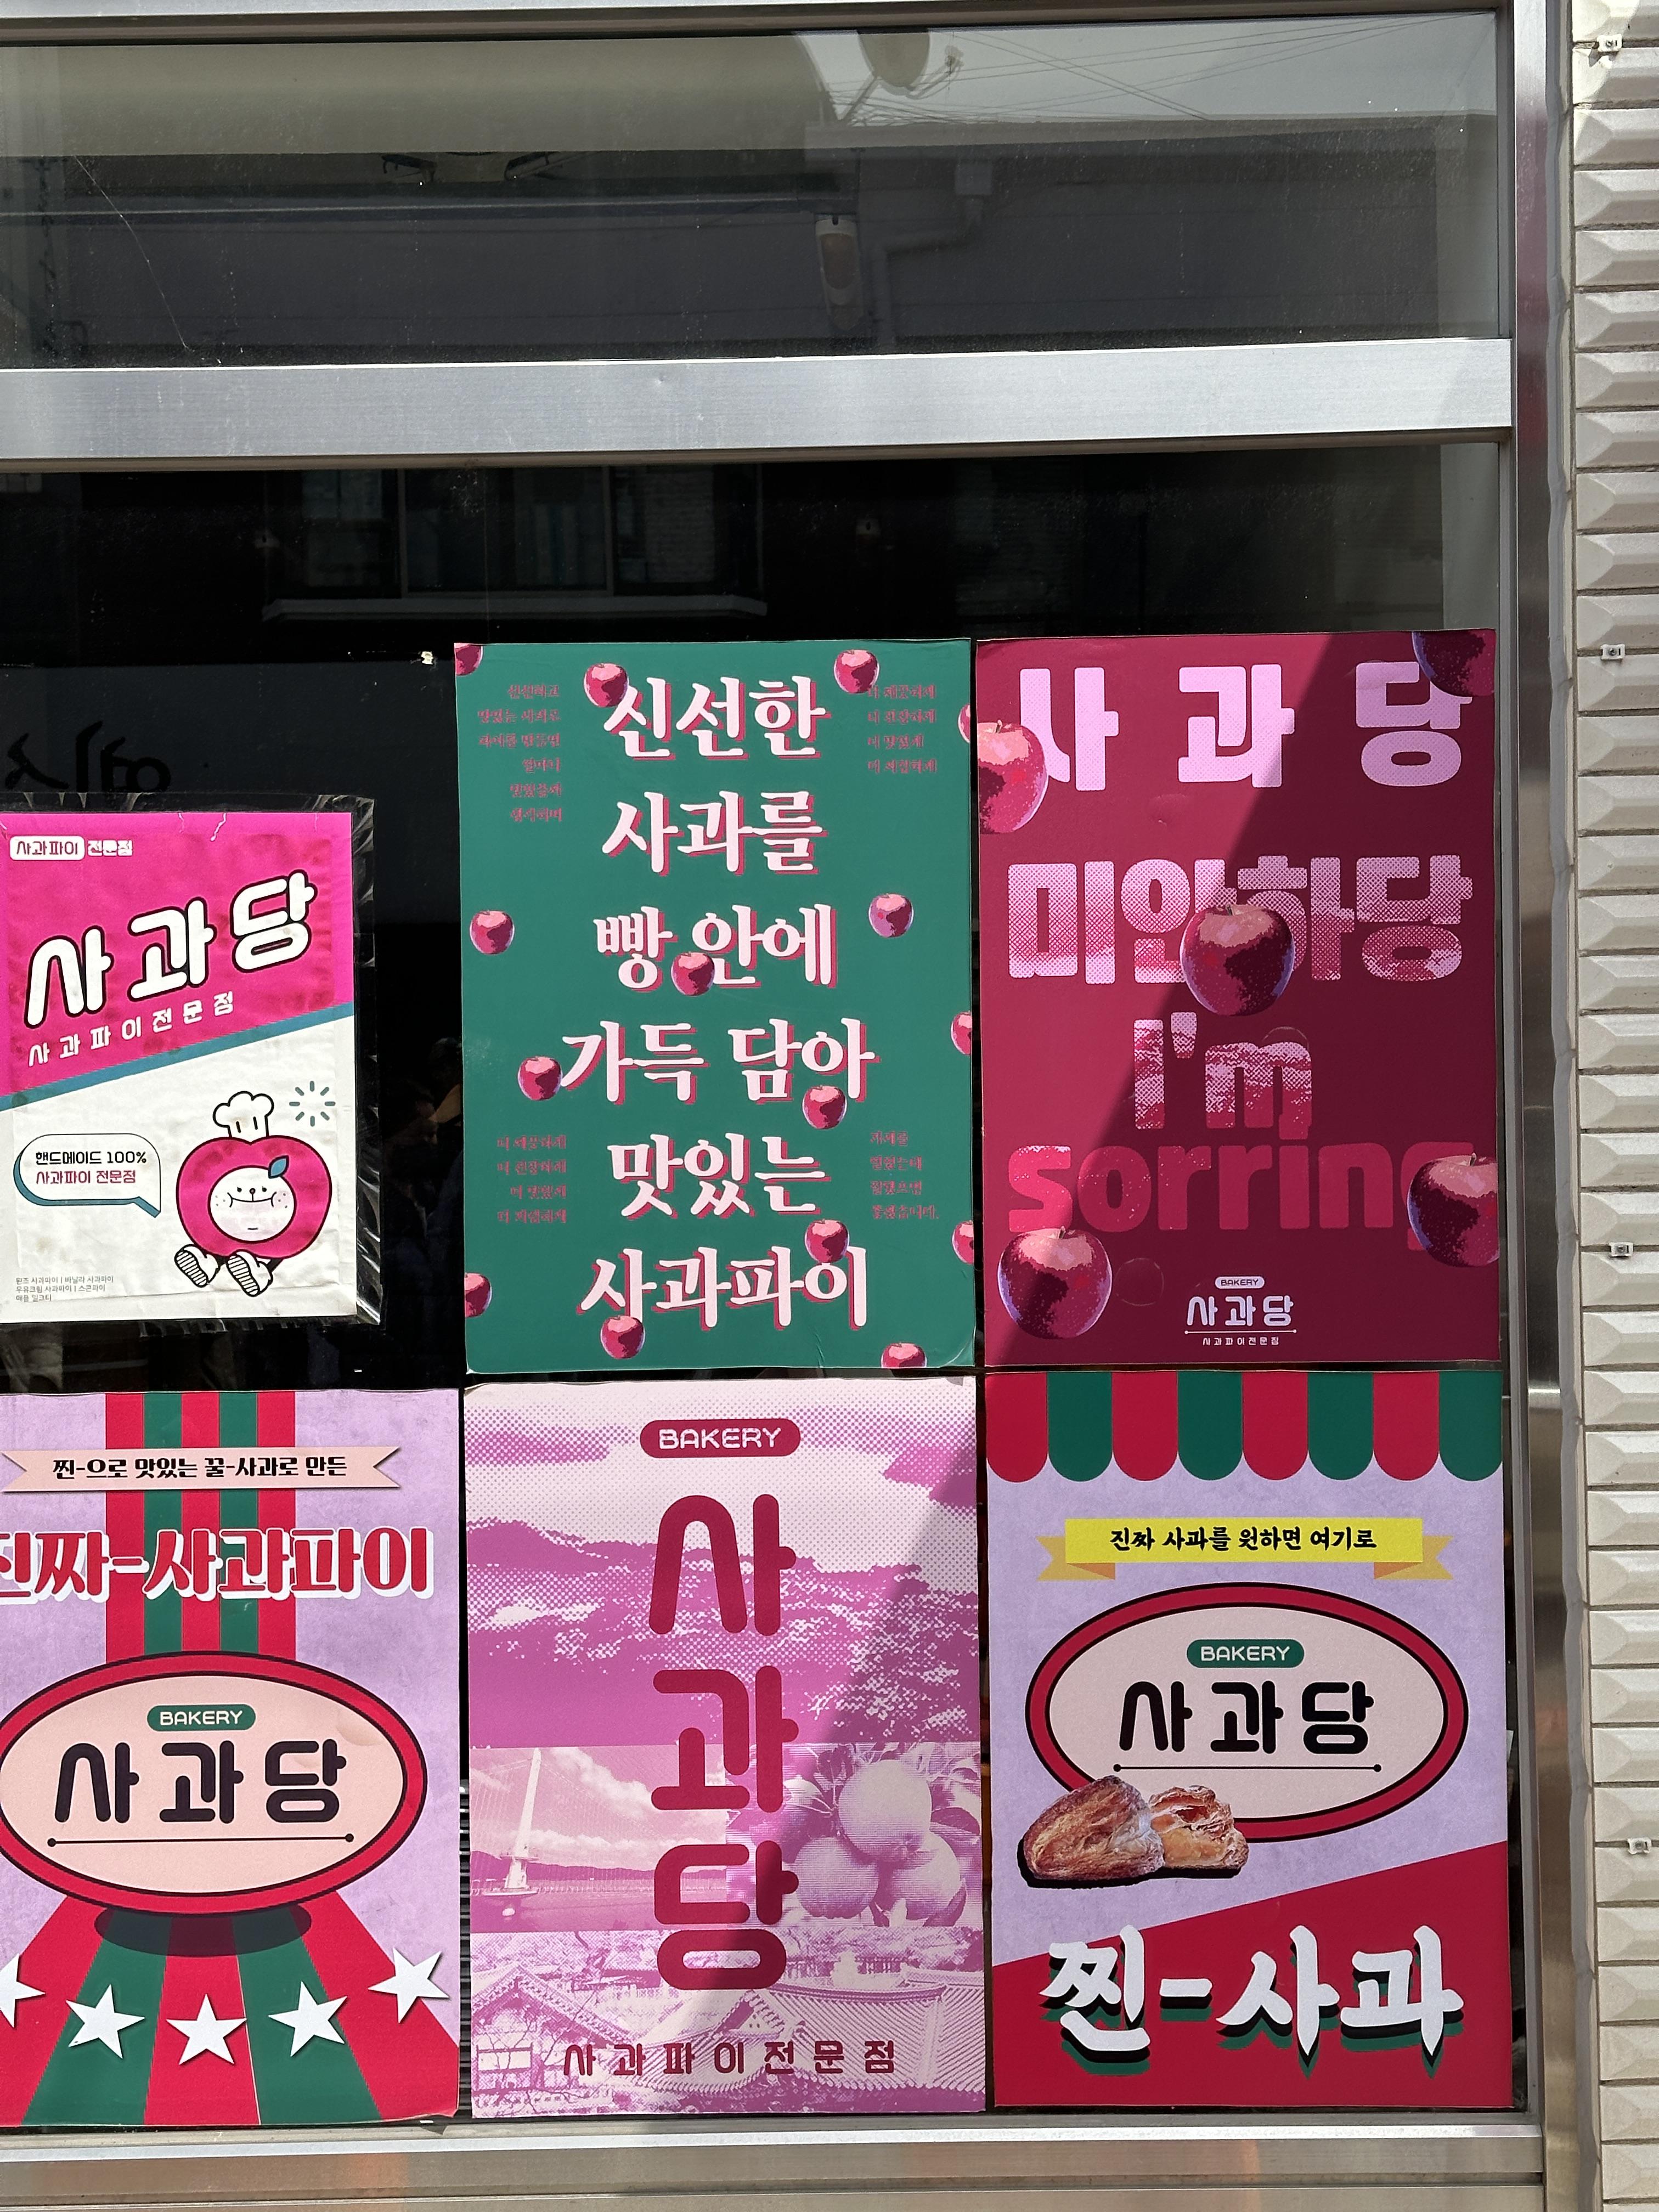 사과파이 전문점
사과당
사과파이전문점
핸드메이드 100%
사과파이 전문점
신선한
사과를
빵 안에
가득 담아
맛있는
사과파이
사과당
미안하당
I'm
sorring
BAKERY
사과당
사과파이전문점
찐-으로 맛있는 꿀-사과로 만든
진짜-사과파이
BAKERY
사과당
BAKERY
사과당
사과파이전문점
진짜 사과를 원하면 여기로
BAKERY
사과당
찐-사과